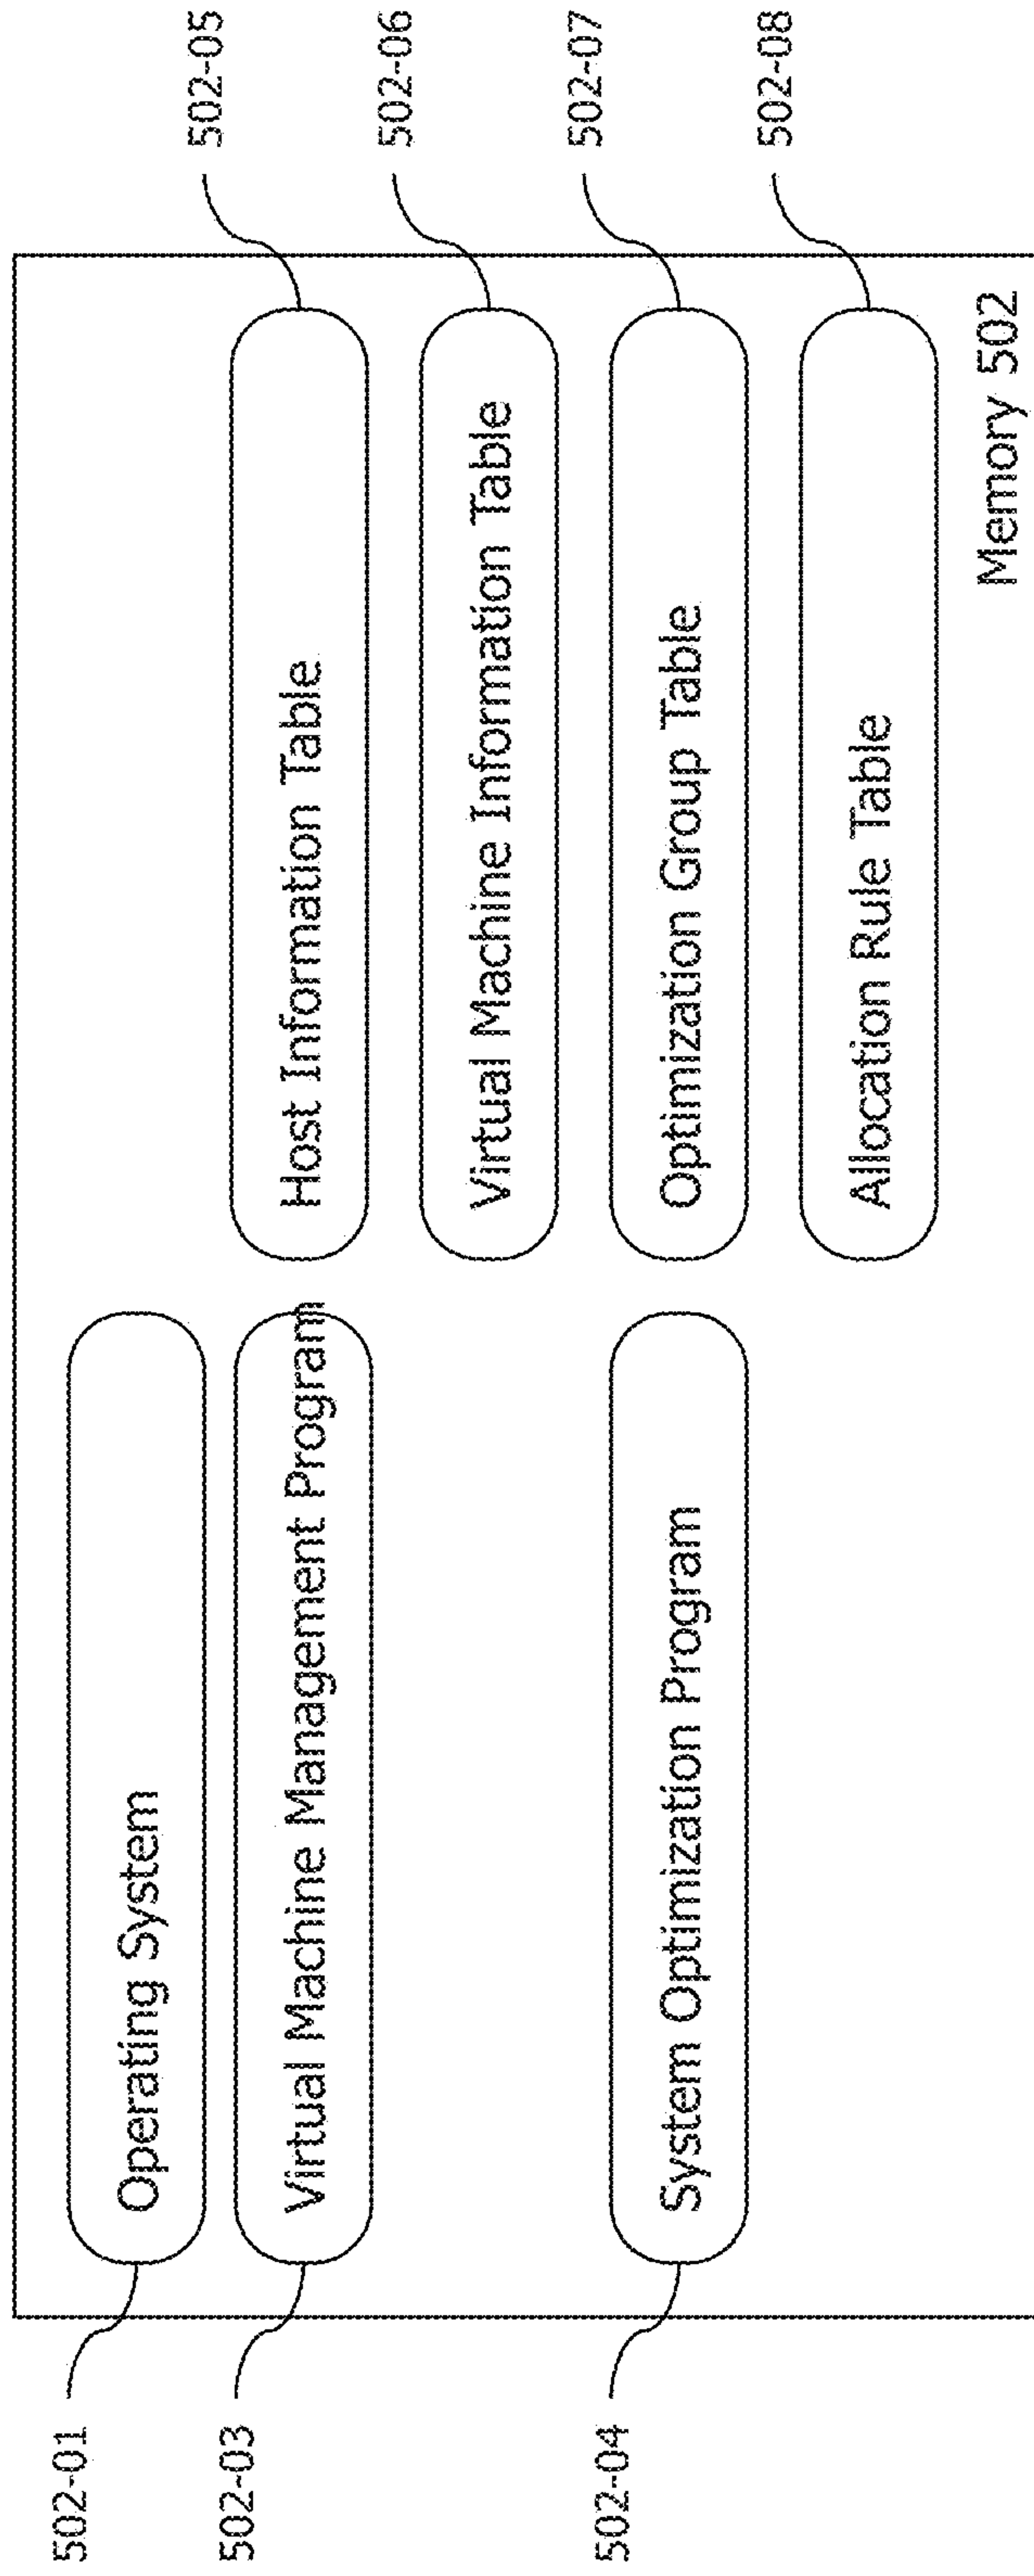 502-01
Operating System
502-03
Virtual Machine Management Program
502-04
System Optimization Program
Host Information Table
502-05
Virtual Machine Information Table
502-06
Optimization Group Table
502-07
Allocation Rule Table
502-08
Memory 502